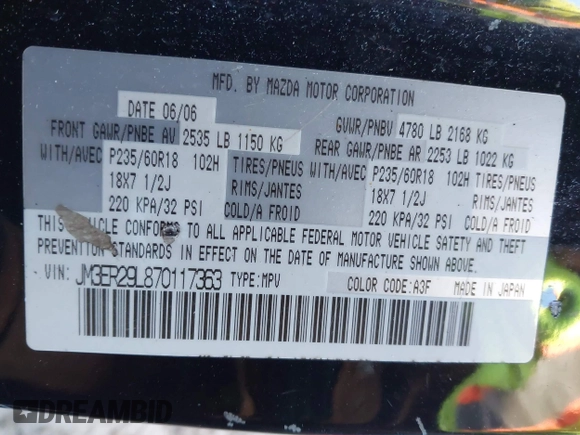 MFD. BY MAZDA MOTOR CORPORATION
DATE 06/06
GVWR/PNBV 4780 LB 2168 KG
FRONT GAWR/PNBE AV 2535 LB 1150 KG
REAR GAWR/PNBE AR 2253 LB 1022 KG
WITH/AVEC P235/60R18 102H TIRES/PNEUS
18X7 1/2J RIMS/JANTES
220 KPA/32 PSI COLD/A FROID
WITH/AVEC P235/60R18 102H TIRES/PNEUS
18X7 1/2J RIMS/JANTES
220 KPA/32 PSI COLD/A FROID
THIS VEHICLE CONFORMS TO ALL APPLICABLE FEDERAL MOTOR VEHICLE SAFETY AND THEFT
PREVENTION STANDARDS IN EFFECT ON THE DATE OF MANUFACTURE SHOWN ABOVE.
VIN: JM3ER29L870117363 TYPE:MPV COLOR CODE:A3F MADE IN JAPAN
DREAMBID